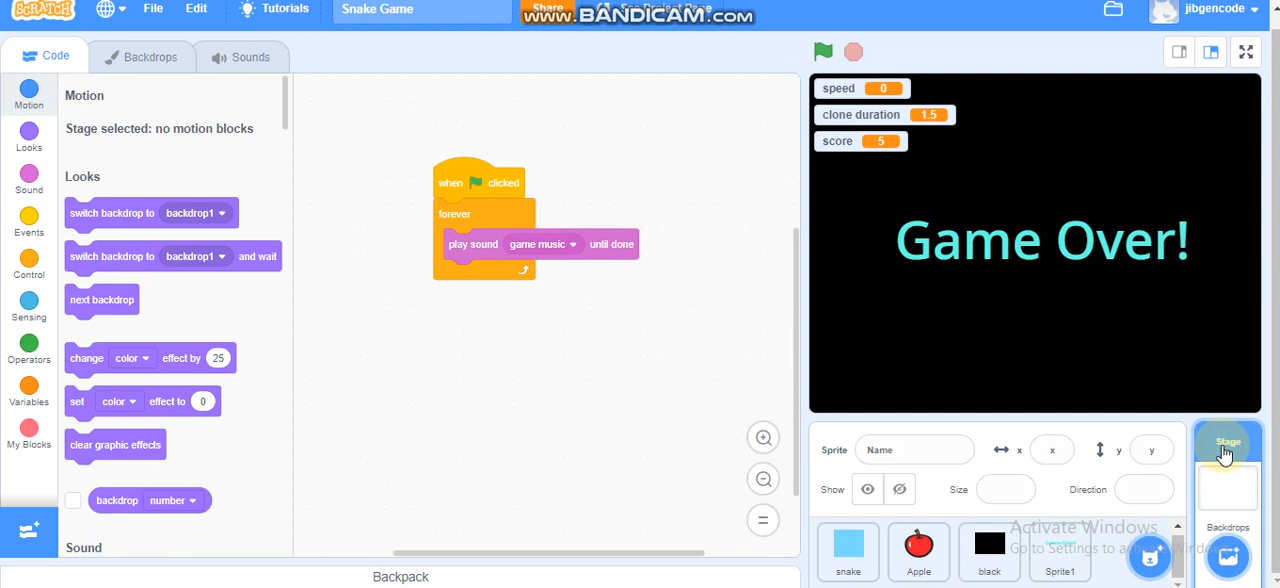 SCRATCH File Edit Tutorials Snake Game Share See Project Page jibgencode
www.BANDICAM.com
Code Backdrops Sounds
Motion
Looks
Sound
Events
Control
Sensing
Operators
Variables
My Blocks
Motion
Stage selected: no motion blocks
Looks
switch backdrop to backdrop1
switch backdrop to backdrop1 and wait
next backdrop
change color effect by 25
set color effect to 0
clear graphic effects
backdrop number
Sound
when clicked
forever
play sound game music until done
Backpack
speed 0
clone duration 1.5
score 5
Game Over!
Sprite Name x x y y
Show Size Direction
snake Apple black Sprite1
Stage
Backdrops
Activate Windows